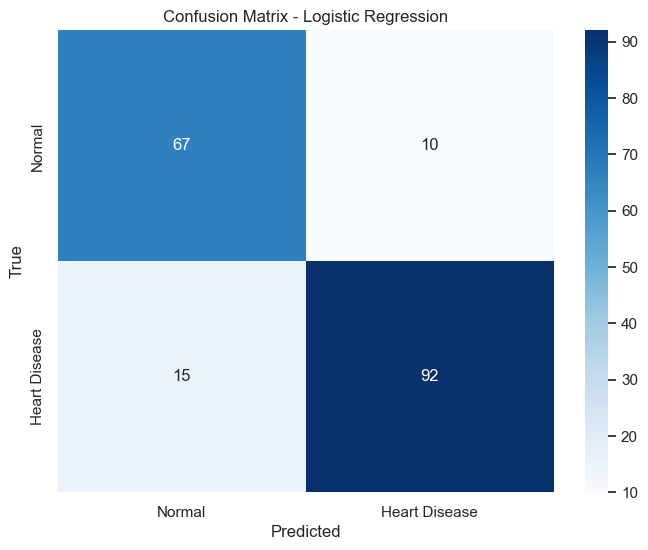 Confusion Matrix - Logistic Regression
True
Normal
67
10
Heart Disease
15
92
Normal
Heart Disease
Predicted
90
80
70
60
50
40
30
20
10